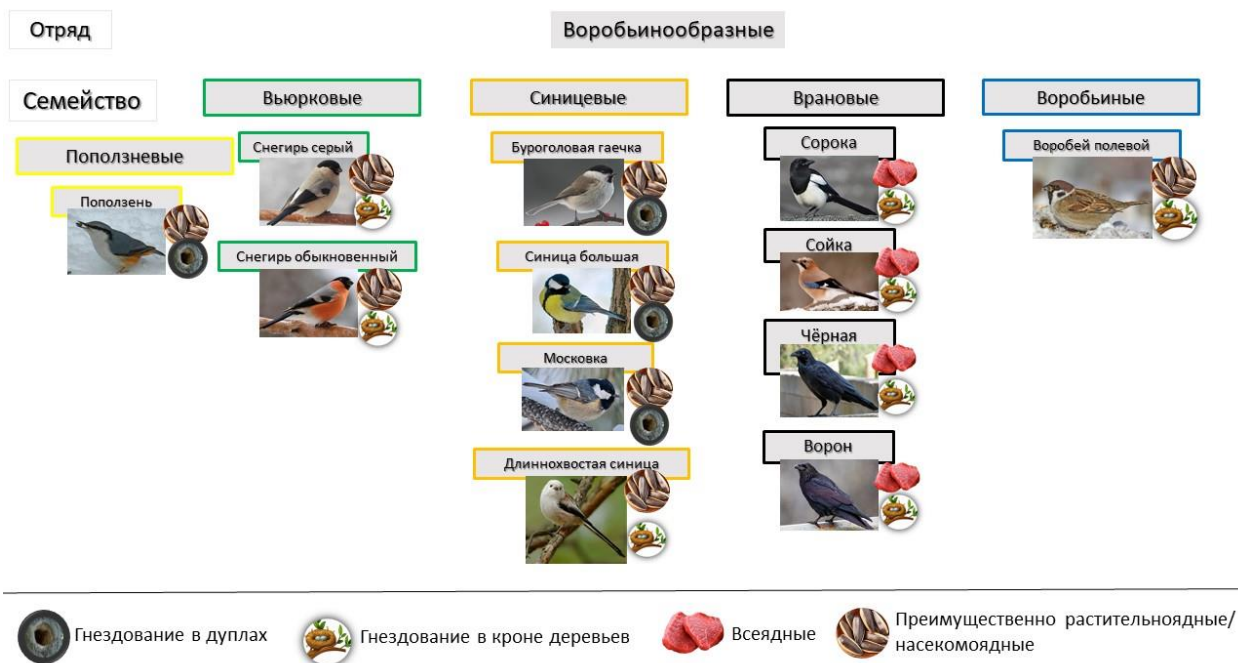 Отряд
Воробьинообразные
Семейство
Вьюрковые
Синицевые
Врановые
Воробьиные
Поползневые
Снегирь серый
Буроголовая гаечка
Сорока
Воробей полевой
Поползень
Снегирь обыкновенный
Синица большая
Сойка
Московка
Чёрная
Длиннохвостая синица
Ворон
Гнездование в дуплах
Гнездование в кроне деревьев
Всеядные
Преимущественно растительноядные/
насекомоядные